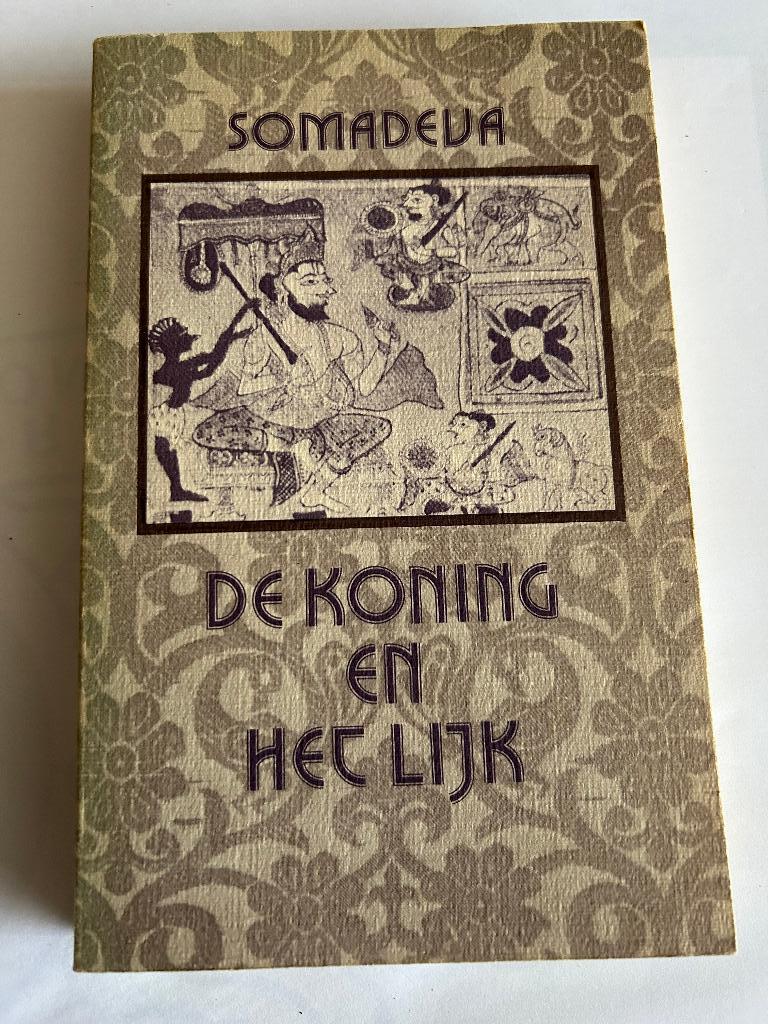 SOMADEVA
DE KONING
EN
HET LIJK